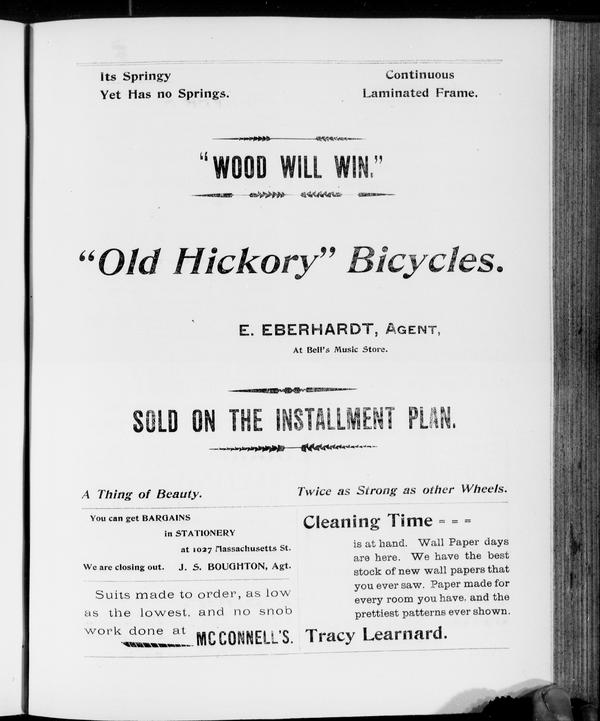 Its Springy
Yet Has no Springs.
Continuous
Laminated Frame.
"WOOD WILL WIN."
"Old Hickory" Bicycles.
E. EBERHARDT, AGENT,
At Bell's Music Store.
SOLD ON THE INSTALLMENT PLAN.
A Thing of Beauty.
Twice as Strong as other Wheels.
You can get BARGAINS
in STATIONERY
at 1027 Massachusetts St.
We are closing out. J. S. BOUGHTON, Agt.
Suits made to order, as low
as the lowest, and no snob
work done at MCCONNELL'S.
Cleaning Time = = =
is at hand. Wall Paper days
are here. We have the best
stock of new wall papers that
you ever saw. Paper made for
every room you have, and the
prettiest patterns ever shown.
Tracy Learnard.